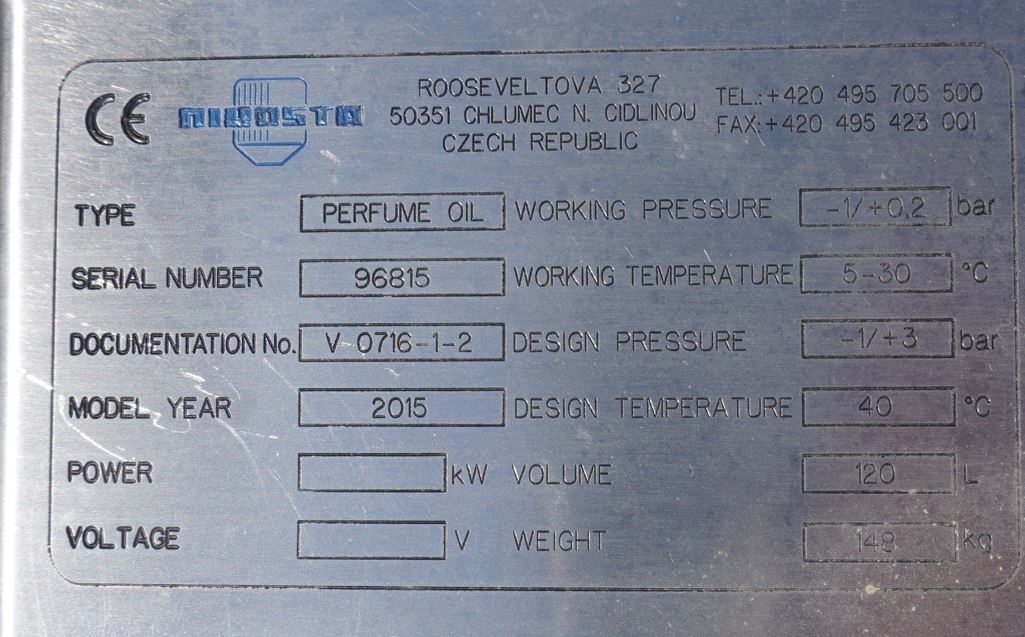 CE NIROSTA
ROOSEVELTOVA 327
50351 CHLUMEC N. CIDLINOU
CZECH REPUBLIC
TEL.:+420 495 705 500
FAX:+420 495 423 001
TYPE PERFUME OIL WORKING PRESSURE -1/+0,2 bar
SERIAL NUMBER 96815 WORKING TEMPERATURE 5-30 °C
DOCUMENTATION No. V-0716-1-2 DESIGN PRESSURE -1/+3 bar
MODEL YEAR 2015 DESIGN TEMPERATURE 40 °C
POWER kW VOLUME 120 L
VOLTAGE V WEIGHT 148 kg